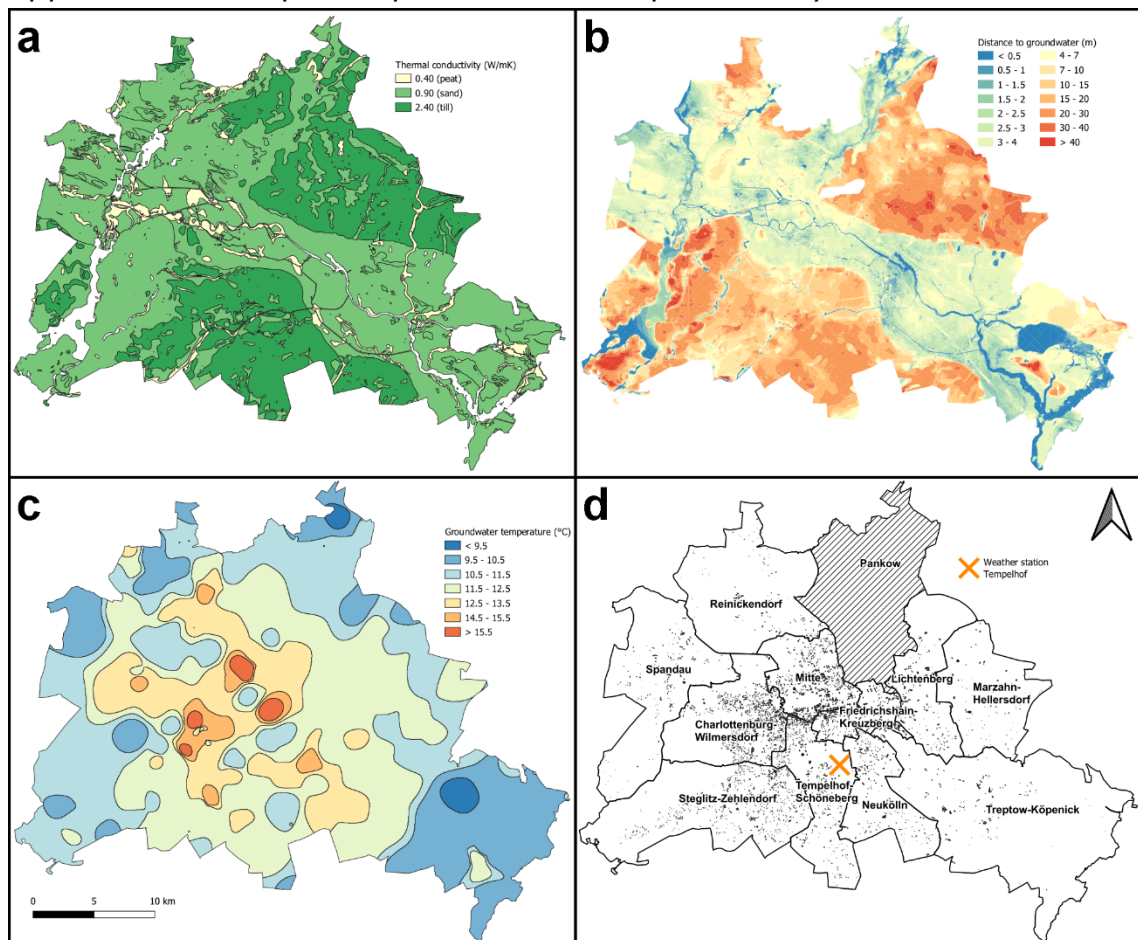 a
Thermal conductivity (W/mK)
0.40 (peat)
0.90 (sand)
2.40 (till)
b
Distance to groundwater (m)
< 0.5
0.5 - 1
1 - 1.5
1.5 - 2
2 - 2.5
2.5 - 3
3 - 4
4 - 7
7 - 10
10 - 15
15 - 20
20 - 30
30 - 40
> 40
c
Groundwater temperature (°C)
< 9.5
9.5 - 10.5
10.5 - 11.5
11.5 - 12.5
12.5 - 13.5
14.5 - 15.5
> 15.5
0 5 10 km
d
Weather station
Tempelhof
Pankow
Reinickendorf
Spandau
Mitte
Lichtenberg
Marzahn-
Hellersdorf
Friedrichshain-
Kreuzberg
Charlottenburg-
Wilmersdorf
Tempelhof-
Schöneberg
Steglitz-Zehlendorf
Neukölln
Treptow-Köpenick